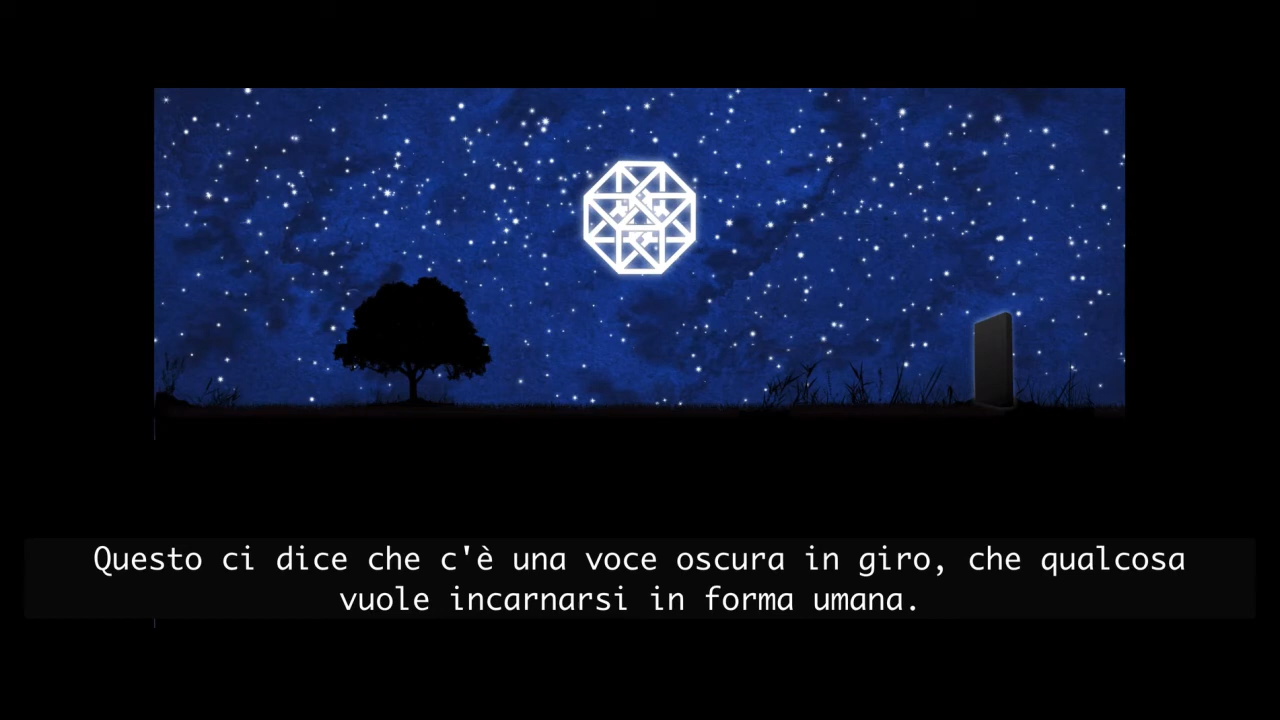 Questo ci dice che c'è una voce oscura in giro, che qualcosa
vuole incarnarsi in forma umana.